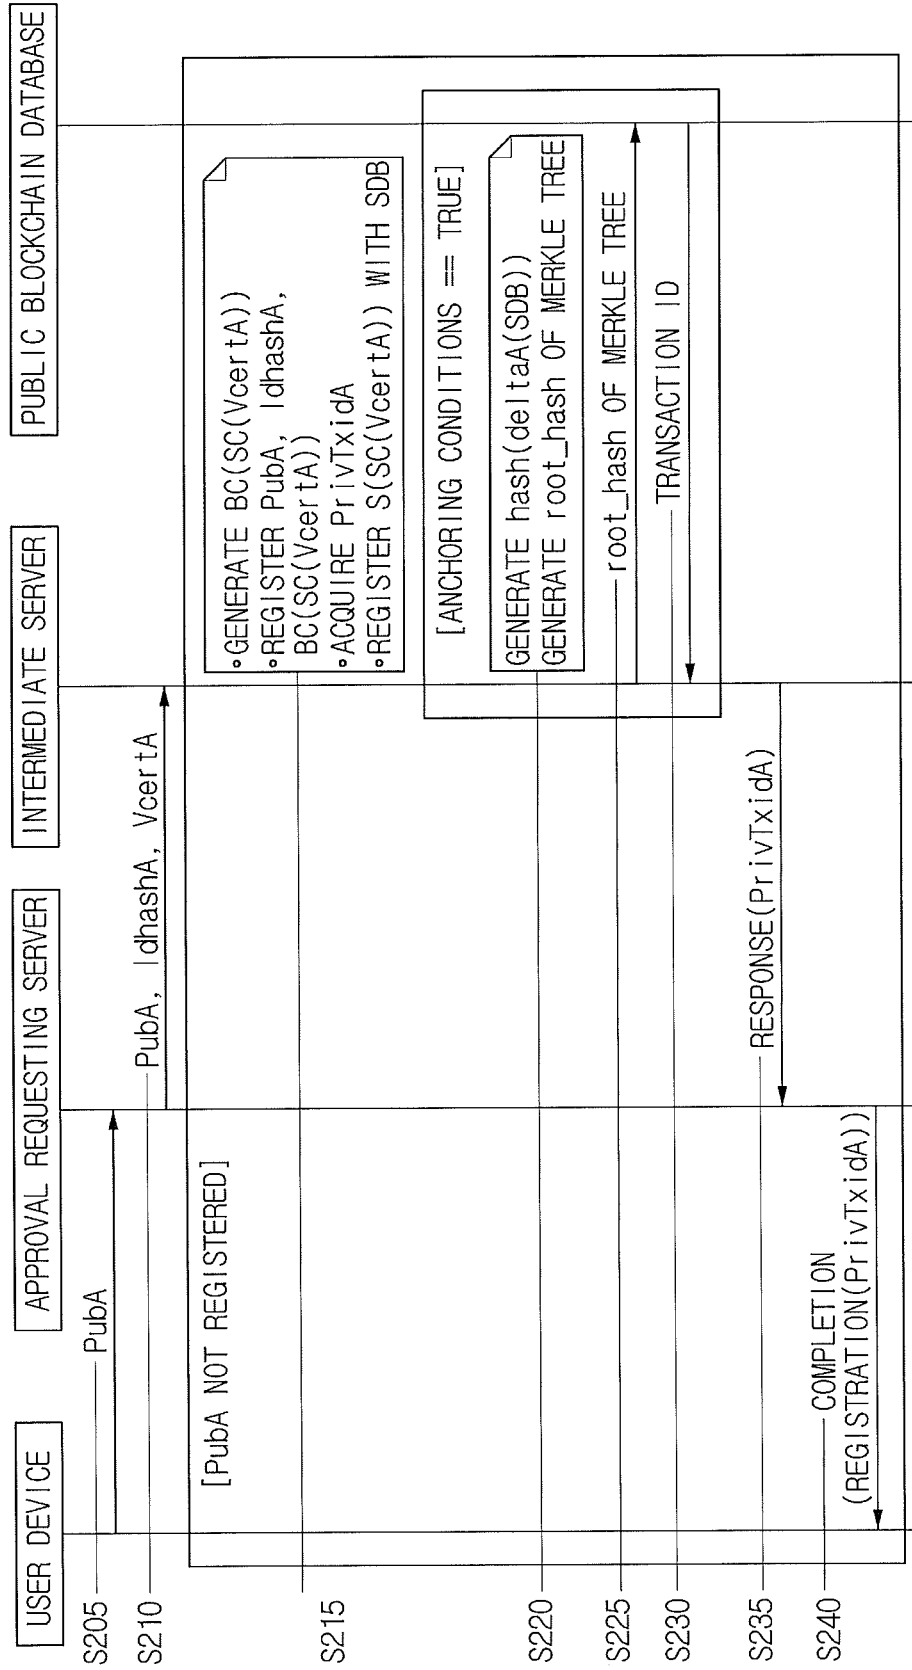 USER DEVICE
APPROVAL REQUESTING SERVER
INTERMEDIATE SERVER
PUBLIC BLOCKCHAIN DATABASE
S205
PubA
S210
PubA, IdhashA, VcertA
[PubA NOT REGISTERED]
S215
•GENERATE BC(SC(VcertA))
•REGISTER PubA, IdhashA,
BC(SC(VcertA))
•ACQUIRE PrivTxidA
•REGISTER S(SC(VcertA)) WITH SDB
[ANCHORING CONDITIONS == TRUE]
S220
GENERATE hash(deltaA(SDB))
GENERATE root_hash OF MERKLE TREE
S225
root_hash OF MERKLE TREE
S230
TRANSACTION ID
S235
RESPONSE(PrivTxidA)
S240
COMPLETION
(REGISTRATION(PrivTxidA))